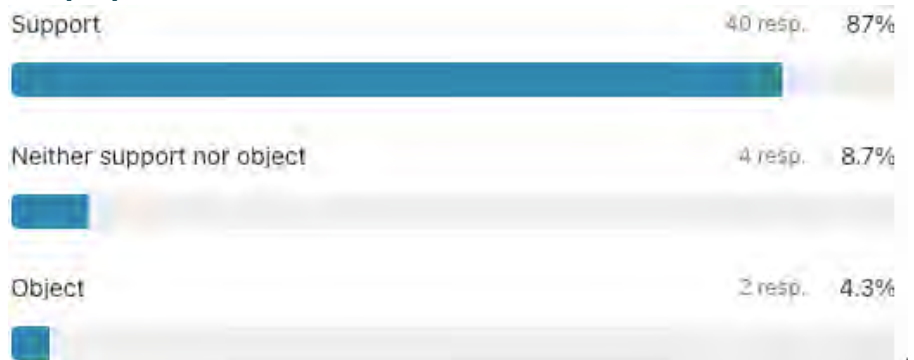 Support 40 resp. 87%
Neither support nor object 4 resp. 8.7%
Object 2 resp. 4.3%